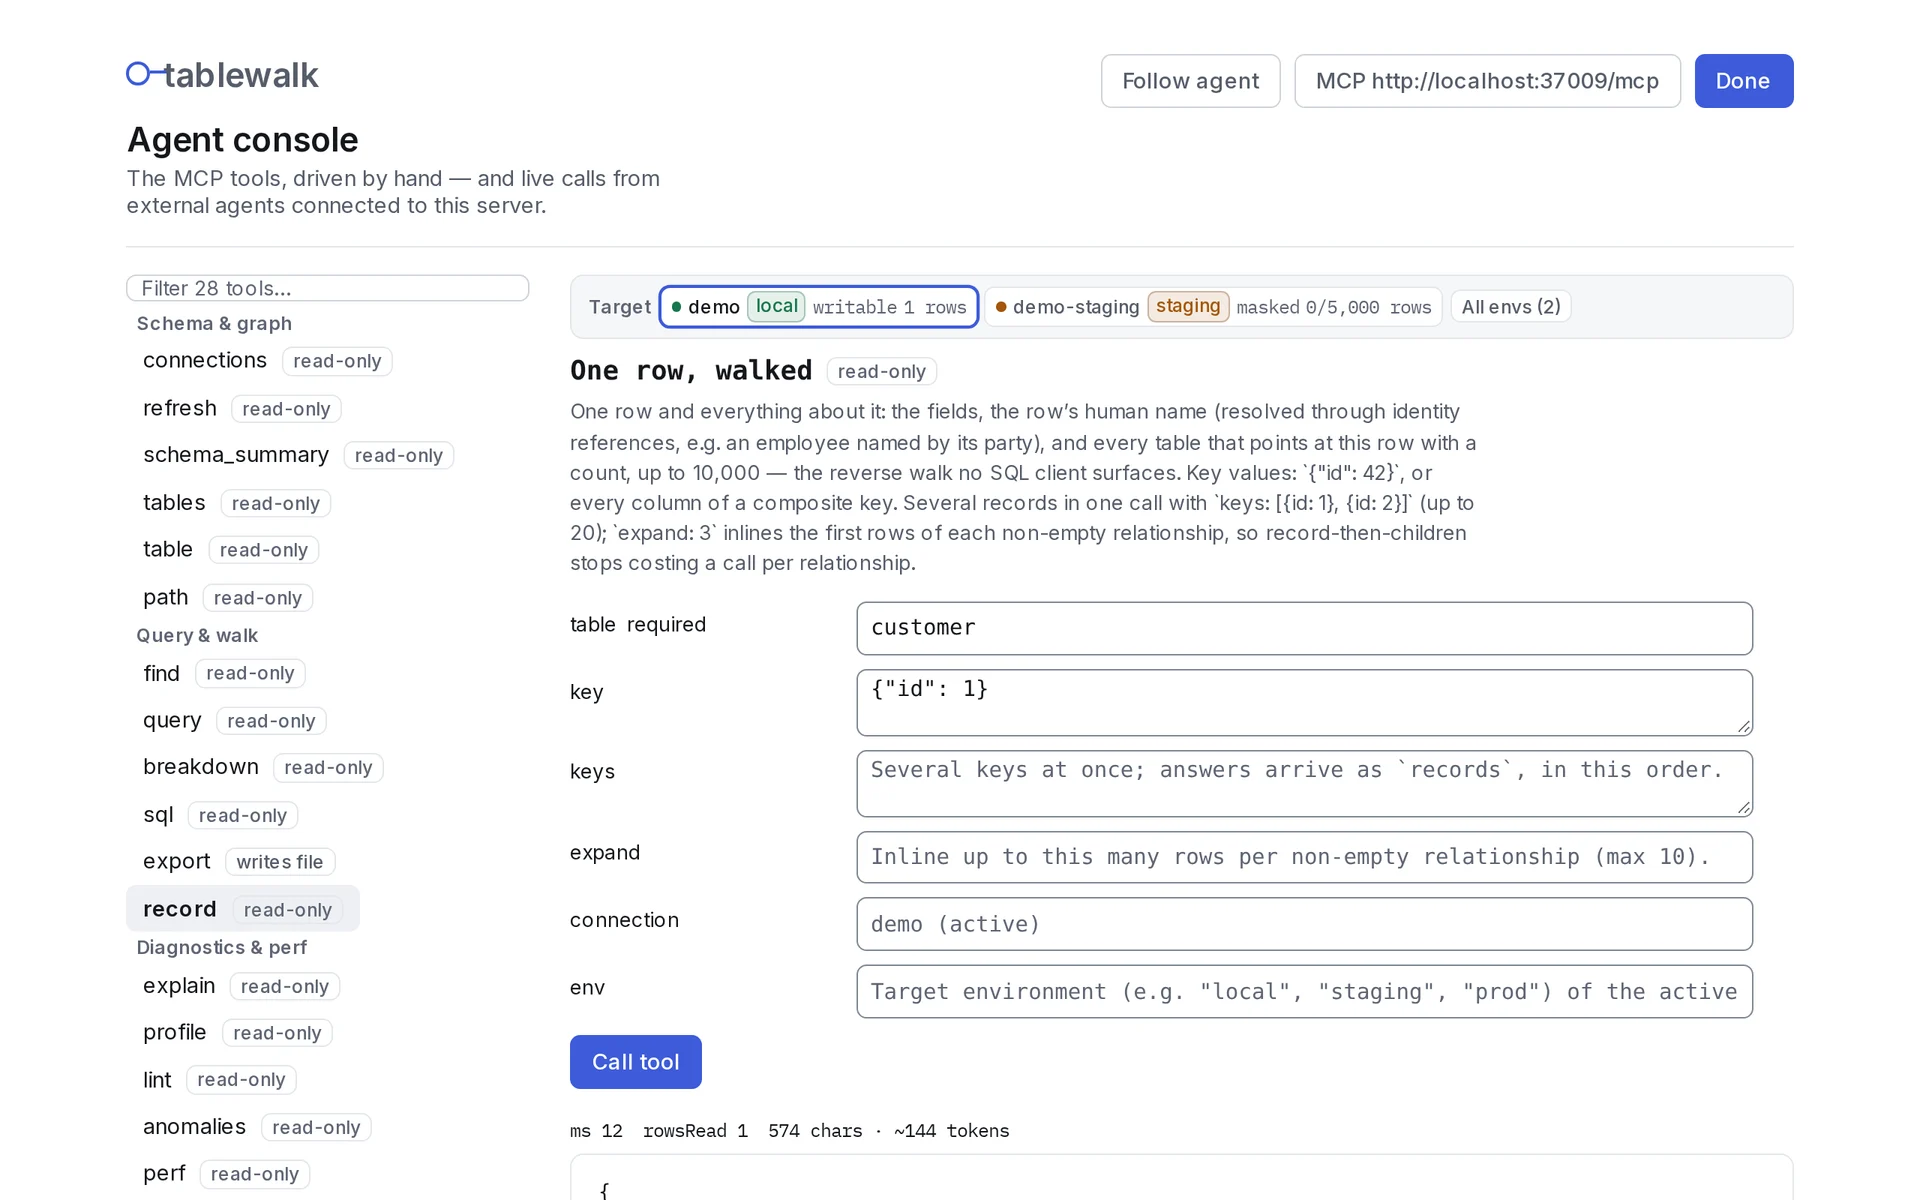 tablewalk
Follow agent
MCP http://localhost:37009/mcp
Done
Agent console
The MCP tools, driven by hand — and live calls from
external agents connected to this server.
Filter 28 tools...
Schema & graph
connections read-only
refresh read-only
schema_summary read-only
tables read-only
table read-only
path read-only
Query & walk
find read-only
query read-only
breakdown read-only
sql read-only
export writes file
record read-only
Diagnostics & perf
explain read-only
profile read-only
lint read-only
anomalies read-only
perf read-only
Target demo local writable 1 rows demo-staging staging masked 0/5,000 rows All envs (2)
One row, walked read-only
One row and everything about it: the fields, the row’s human name (resolved through identity
references, e.g. an employee named by its party), and every table that points at this row with a
count, up to 10,000 — the reverse walk no SQL client surfaces. Key values: `{"id": 42}`, or
every column of a composite key. Several records in one call with `keys: [{id: 1}, {id: 2}]` (up to
20); `expand: 3` inlines the first rows of each non-empty relationship, so record-then-children
stops costing a call per relationship.
table required customer
key {"id": 1}
keys Several keys at once; answers arrive as `records`, in this order.
expand Inline up to this many rows per non-empty relationship (max 10).
connection demo (active)
env Target environment (e.g. "local", "staging", "prod") of the active
Call tool
ms 12 rowsRead 1 574 chars · ~144 tokens
{